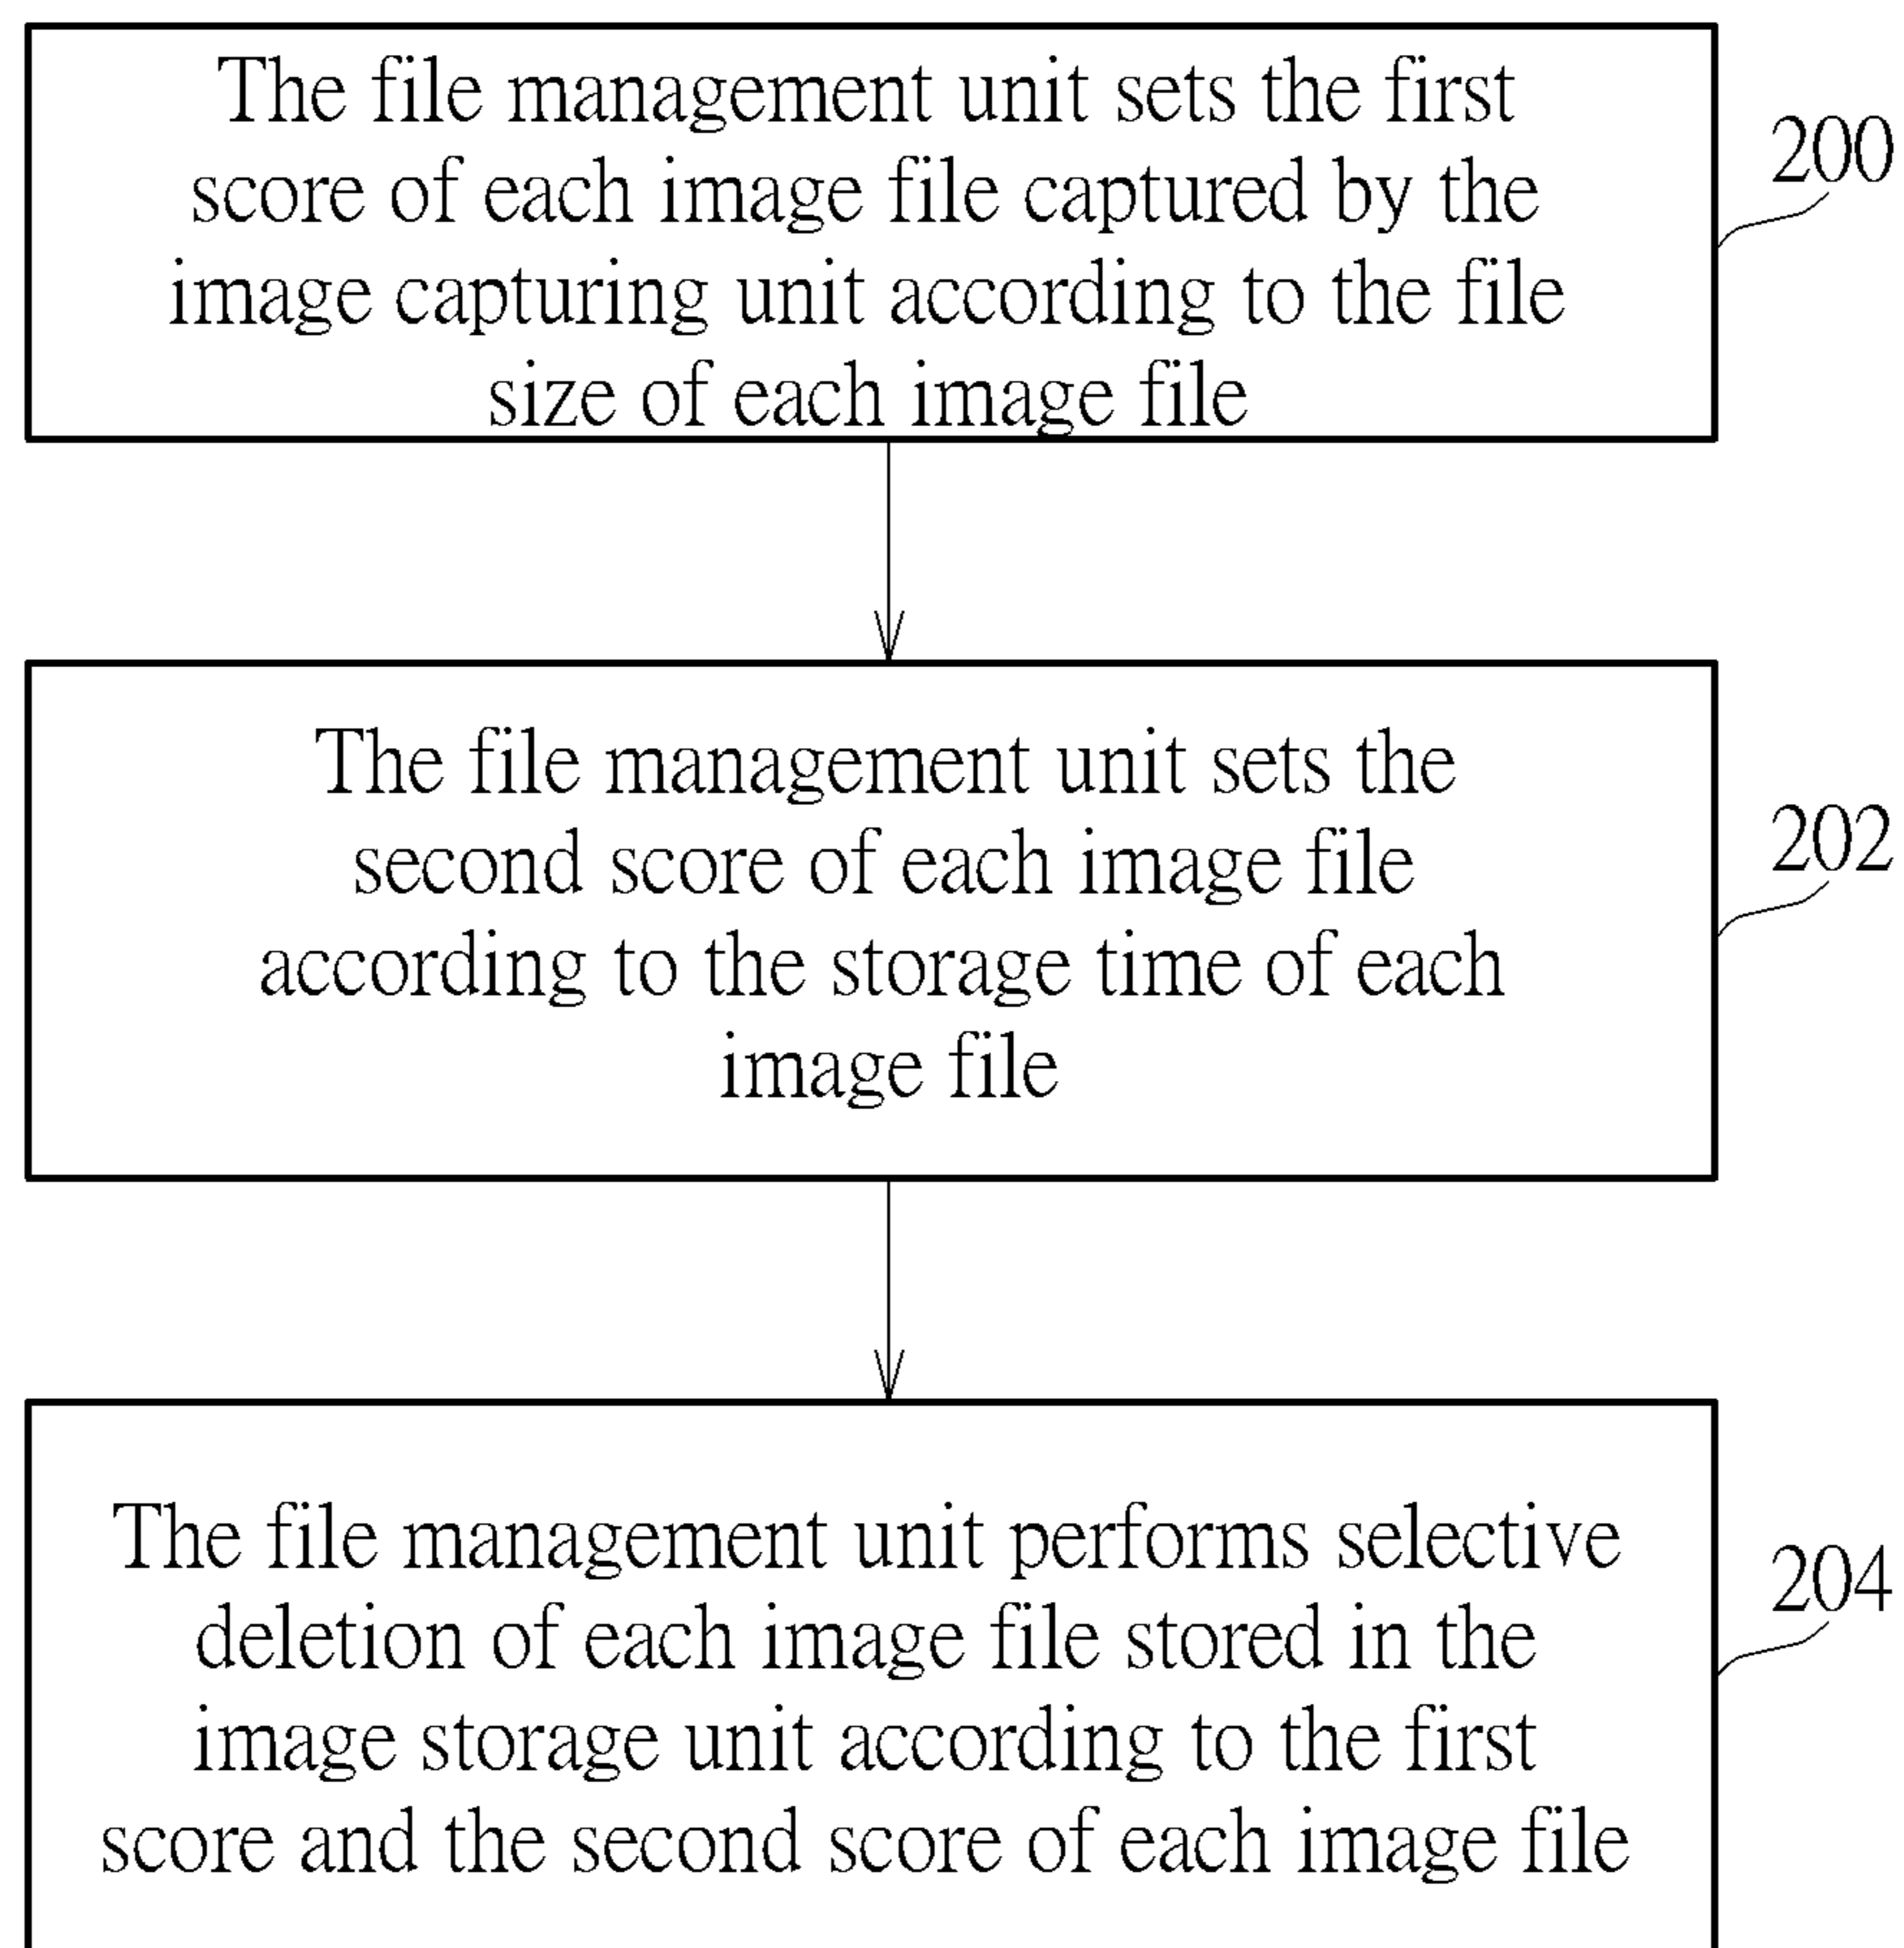 The file management unit sets the first
score of each image file captured by the
image capturing unit according to the file
size of each image file
200
The file management unit sets the
second score of each image file
according to the storage time of each
image file
202
The file management unit performs selective
deletion of each image file stored in the
image storage unit according to the first
score and the second score of each image file
204